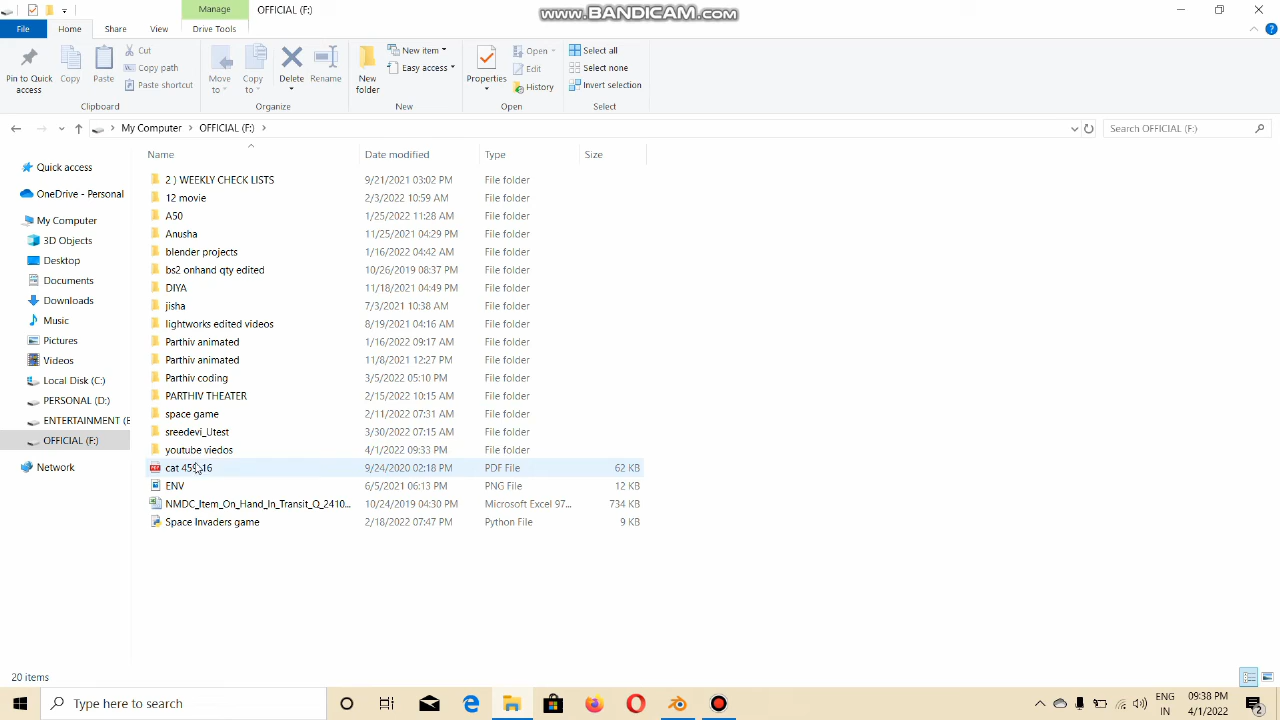 Manage OFFICIAL (F:) www.BANDICAM.com
File Home Share View Drive Tools
Pin to Quick access Copy Paste Cut Copy path Paste shortcut Move to Copy to Delete Rename New folder New item Easy access Properties Open Edit History Select all Select none Invert selection
Clipboard Organize New Open Select
My Computer OFFICIAL (F:) Search OFFICIAL (F:)
Name Date modified Type Size
Quick access
OneDrive - Personal
My Computer
3D Objects
Desktop
Documents
Downloads
Music
Pictures
Videos
Local Disk (C:)
PERSONAL (D:)
ENTERTAINMENT (E
OFFICIAL (F:)
Network
2 ) WEEKLY CHECK LISTS 9/21/2021 03:02 PM File folder
12 movie 2/3/2022 10:59 AM File folder
A50 1/25/2022 11:28 AM File folder
Anusha 11/25/2021 04:29 PM File folder
blender projects 1/16/2022 04:42 AM File folder
bs2 onhand qty edited 10/26/2019 08:37 PM File folder
DIYA 11/18/2021 04:49 PM File folder
jisha 7/3/2021 10:38 AM File folder
lightworks edited videos 8/19/2021 04:16 AM File folder
Parthiv animated 1/16/2022 09:17 AM File folder
Parthiv animated 11/8/2021 12:27 PM File folder
Parthiv coding 3/5/2022 05:10 PM File folder
PARTHIV THEATER 2/15/2022 10:15 AM File folder
space game 2/11/2022 07:31 AM File folder
sreedevi_Utest 3/30/2022 07:15 AM File folder
youtube viedos 4/1/2022 09:33 PM File folder
cat 9/24/2020 02:18 PM PDF File 62 KB
ENV 6/5/2021 06:13 PM PNG File 12 KB
NMDC_Item_On_Hand_In_Transit_Q_2410... 10/24/2019 04:30 PM Microsoft Excel 97... 734 KB
Space Invaders game 2/18/2022 07:47 PM Python File 9 KB
20 items
Type here to search ENG IN 09:38 PM 4/1/2022 2